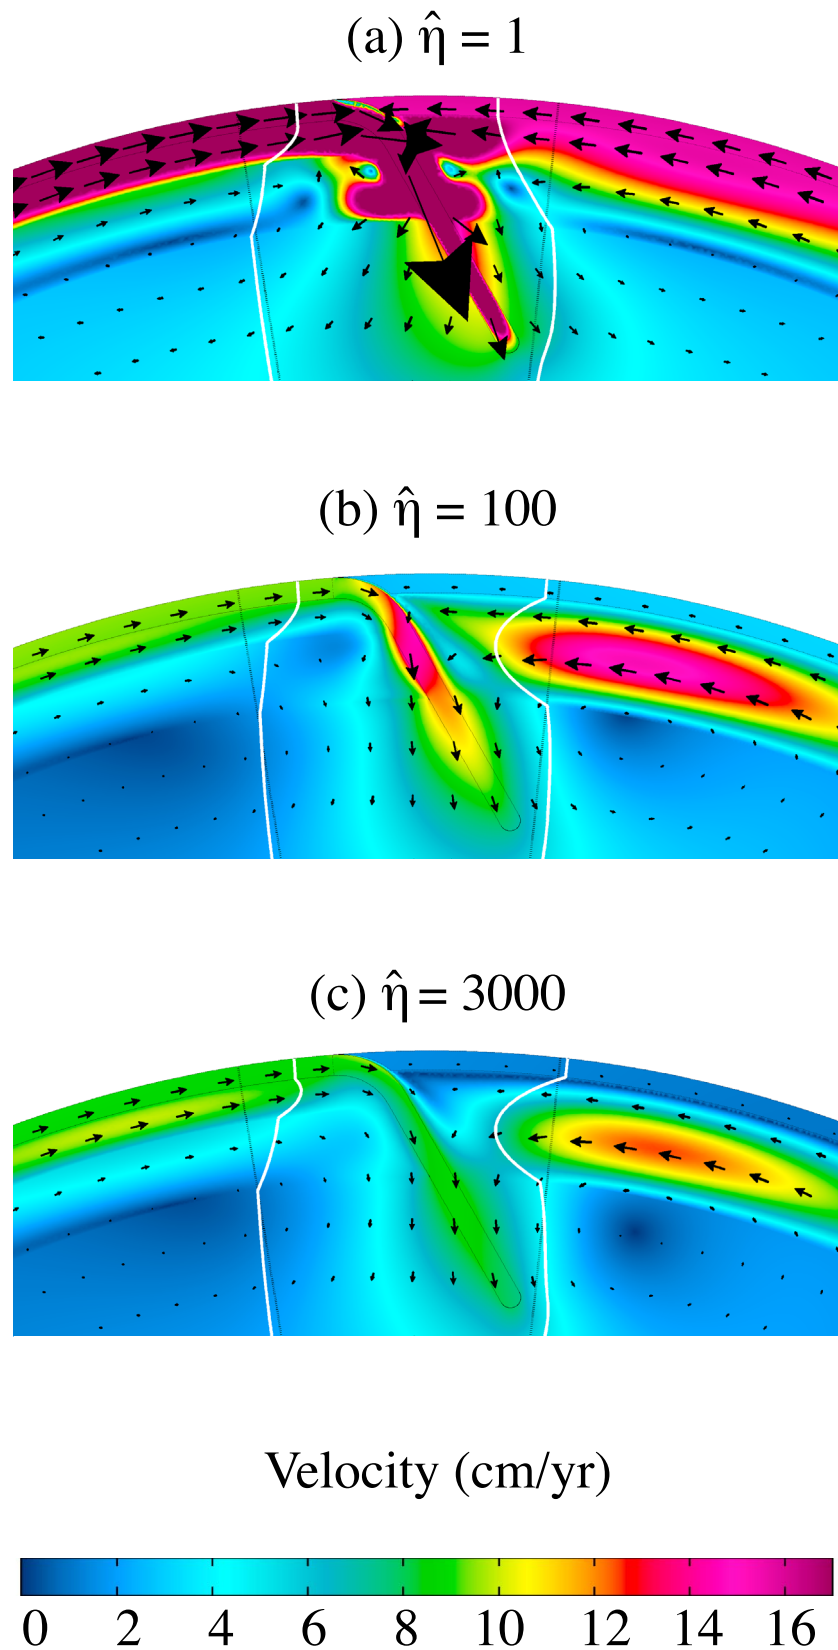 (a) η̂ = 1
(b) η̂ = 100
(c) η̂ = 3000
Velocity (cm/yr)
0 2 4 6 8 10 12 14 16